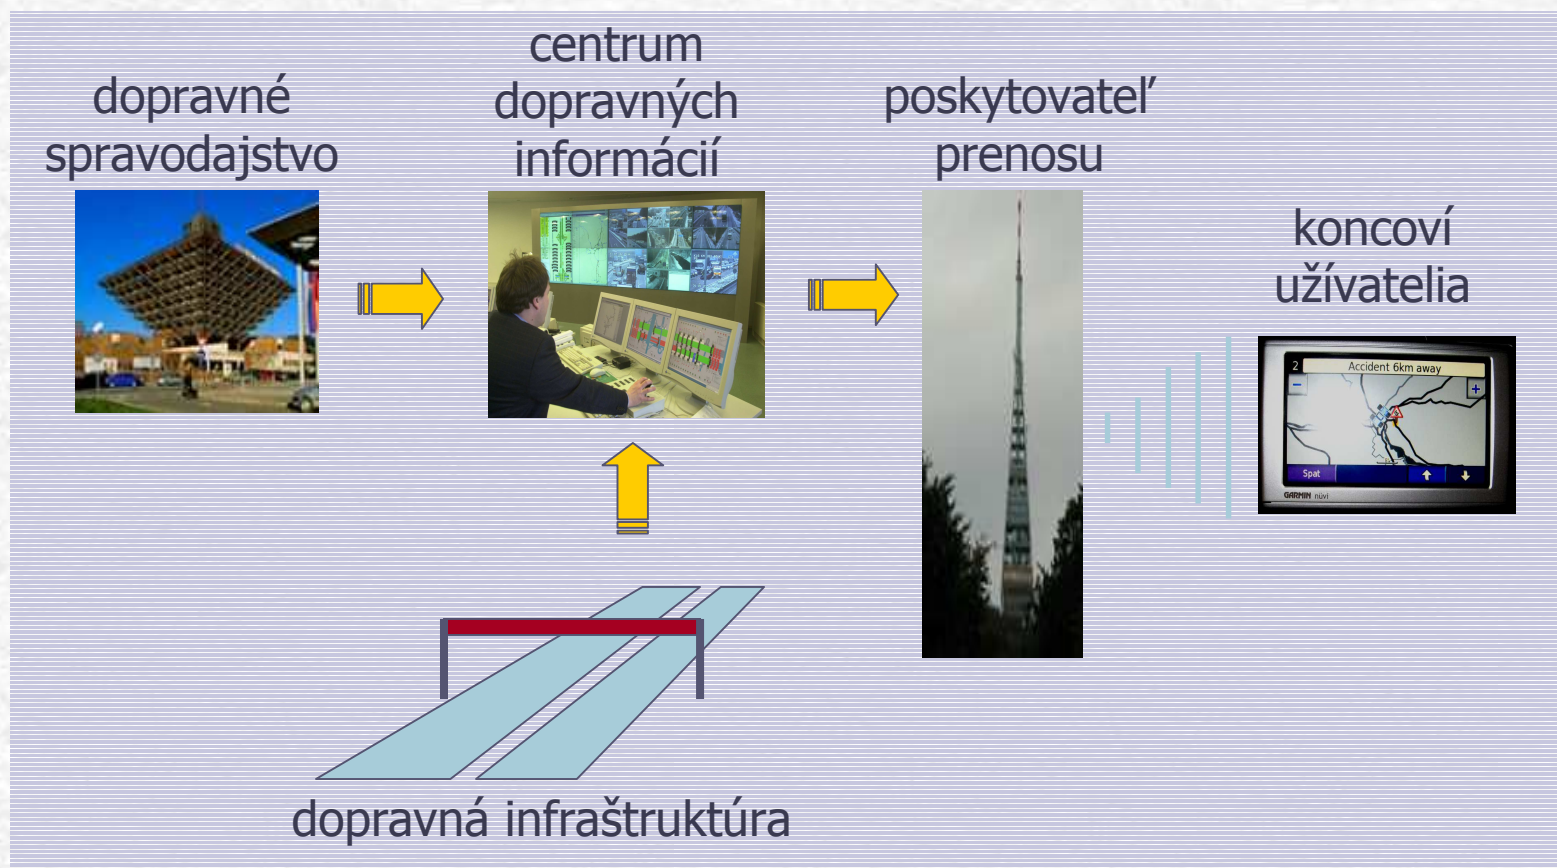 dopravné
spravodajstvo
centrum
dopravných
informácií
poskytovateľ
prenosu
koncoví
užívatelia
2
Accident 6km away
−
+
Spat
GARMIN nüvi
dopravná infraštruktúra